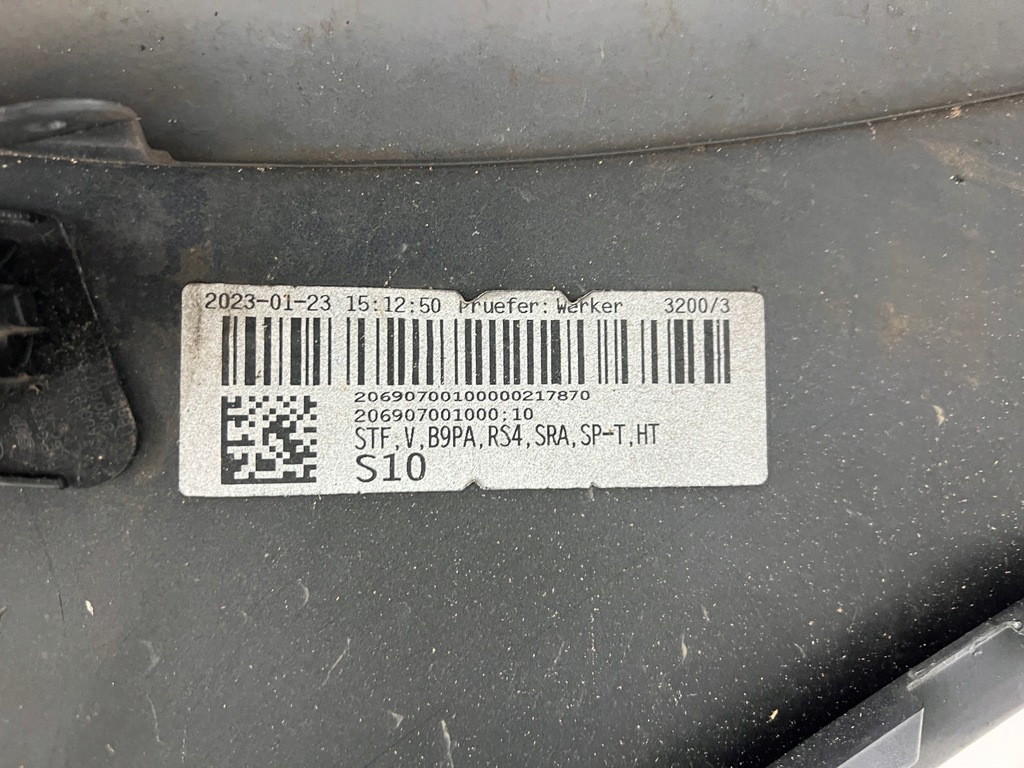 2023-01-23 15:12:50 Pruefer: Werker 3200/3
20690700100000217870
206907001000;10
STF,V,B9PA,RS4,SRA,SP-T,HT
S10